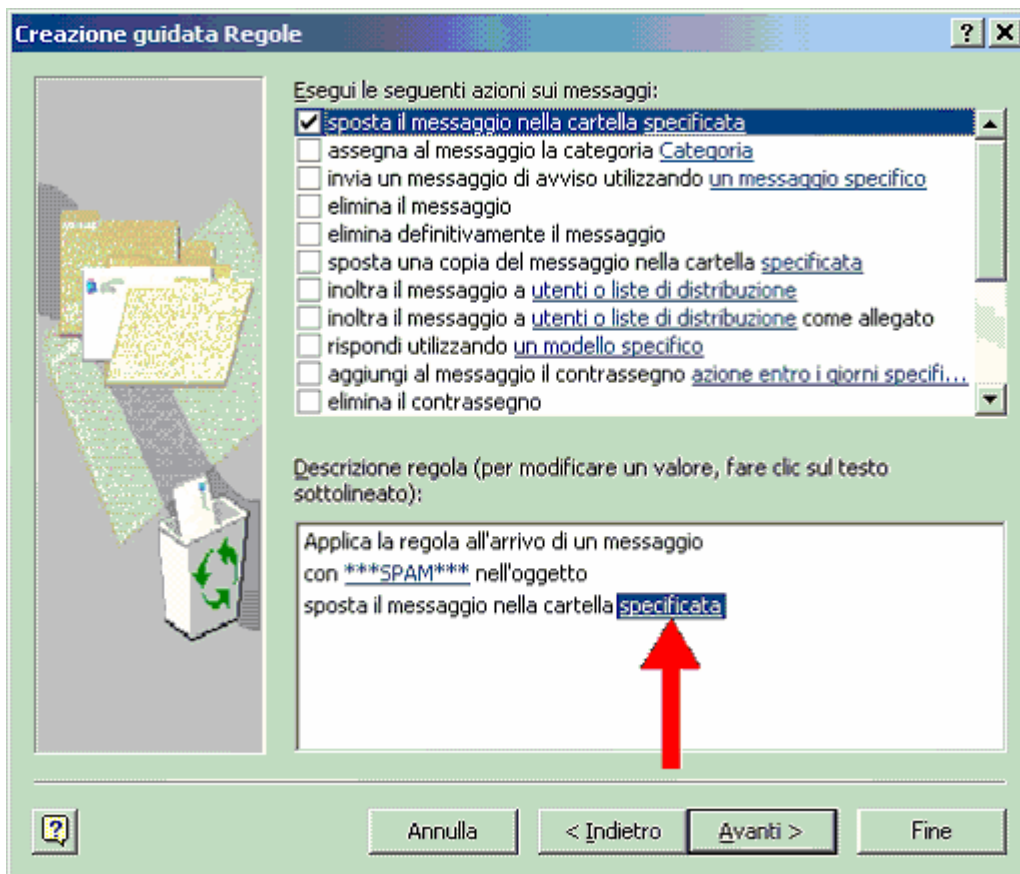 Creazione guidata Regole
Esegui le seguenti azioni sui messaggi:
sposta il messaggio nella cartella specificata
assegna al messaggio la categoria Categoria
invia un messaggio di avviso utilizzando un messaggio specifico
elimina il messaggio
elimina definitivamente il messaggio
sposta una copia del messaggio nella cartella specificata
inoltra il messaggio a utenti o liste di distribuzione
inoltra il messaggio a utenti o liste di distribuzione come allegato
rispondi utilizzando un modello specifico
aggiungi al messaggio il contrassegno azione entro i giorni specifi...
elimina il contrassegno
Descrizione regola (per modificare un valore, fare clic sul testo
sottolineato):
Applica la regola all'arrivo di un messaggio
con ***SPAM*** nell'oggetto
sposta il messaggio nella cartella specificata
Annulla
< Indietro
Avanti >
Fine